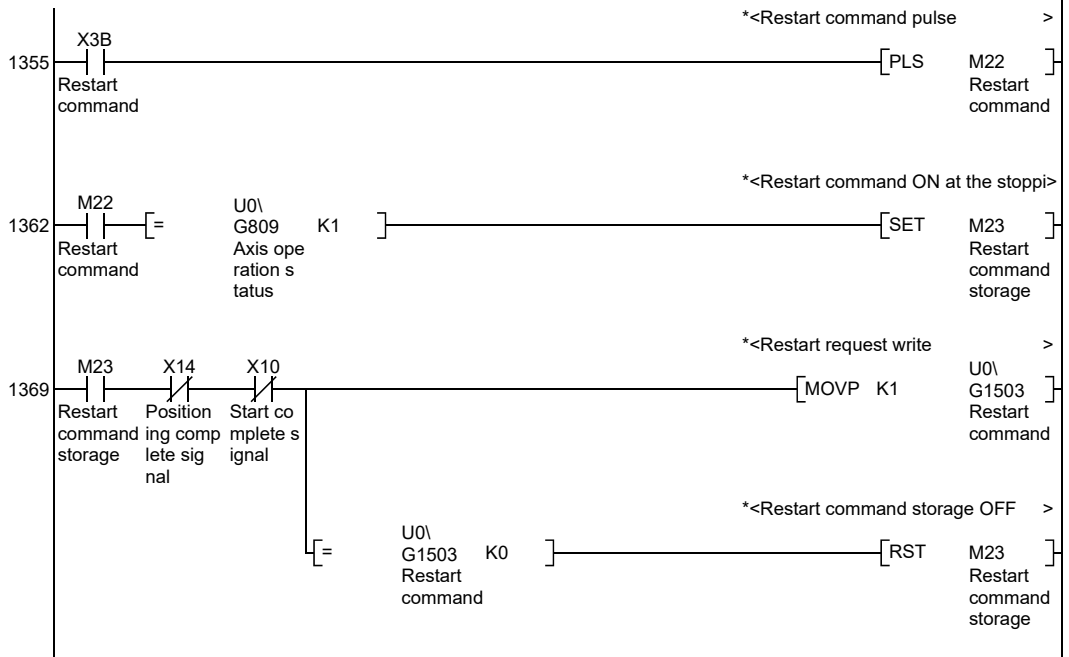 *<Restart command pulse >
X3B
1355 [PLS M22 ]
Restart Restart
command command
*<Restart command ON at the stoppi>
M22 U0\
1362 [= G809 K1 ] [SET M23 ]
Restart Axis ope Restart
command ration s command
tatus storage
*<Restart request write >
M23 X14 X10 U0\
1369 [MOVP K1 G1503 ]
Restart Position Start co Restart
command ing comp mplete s command
storage lete sig ignal
nal
*<Restart command storage OFF >
U0\
[= G1503 K0 ] [RST M23 ]
Restart Restart
command command
storage